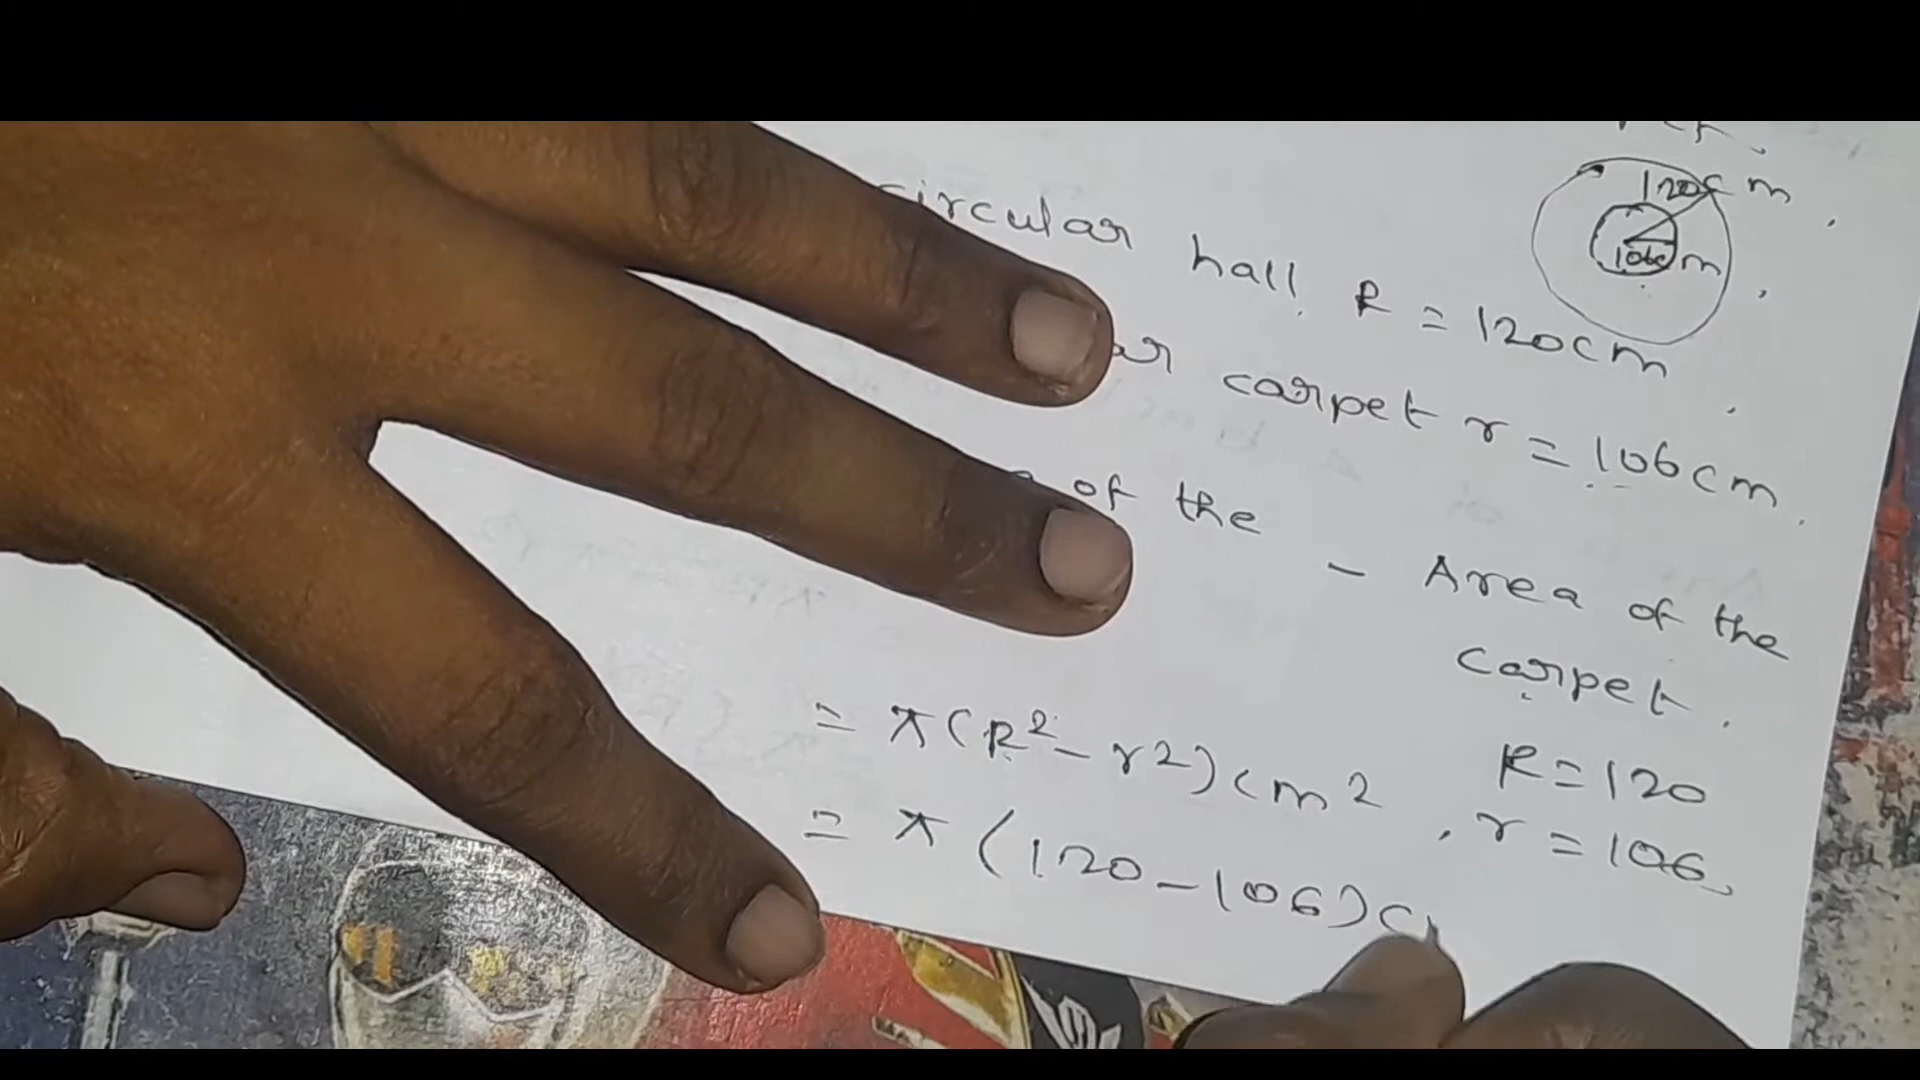 120cm
106cm
circular hall R = 120cm
carpet r = 106cm.
of the - Area of the
carpet.
= π(R²-r²)cm² R=120
= π(120-106)c , r=106